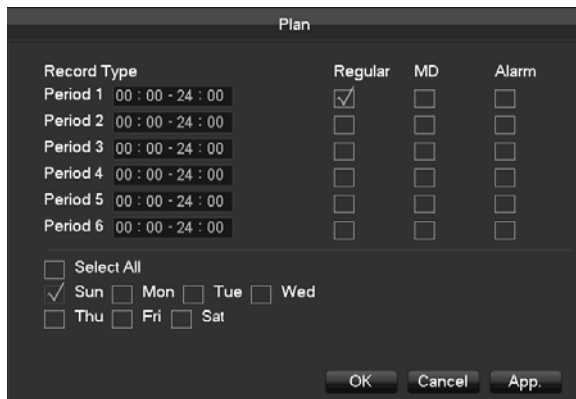 Plan
Record Type Regular MD Alarm
Period 1 00 : 00 - 24 : 00
Period 2 00 : 00 - 24 : 00
Period 3 00 : 00 - 24 : 00
Period 4 00 : 00 - 24 : 00
Period 5 00 : 00 - 24 : 00
Period 6 00 : 00 - 24 : 00
Select All
Sun Mon Tue Wed
Thu Fri Sat
OK Cancel App.